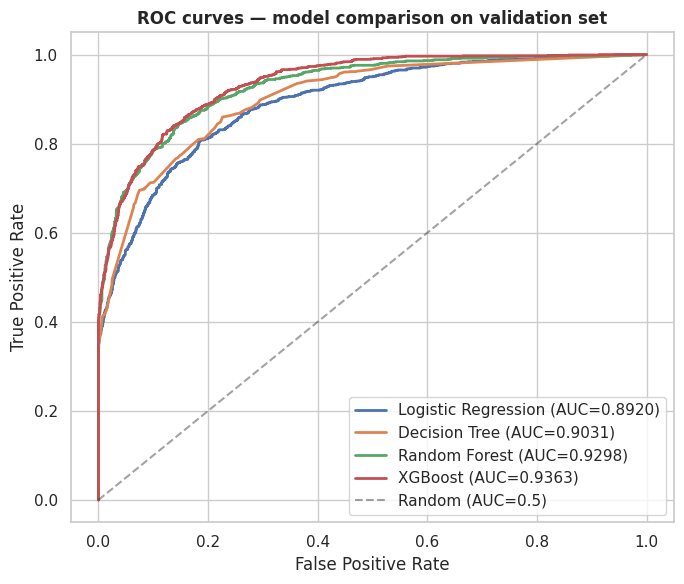 ROC curves — model comparison on validation set
1.0
0.8
0.6
0.4
0.2
0.0
True Positive Rate
Logistic Regression (AUC=0.8920)
Decision Tree (AUC=0.9031)
Random Forest (AUC=0.9298)
XGBoost (AUC=0.9363)
Random (AUC=0.5)
0.0 0.2 0.4 0.6 0.8 1.0
False Positive Rate